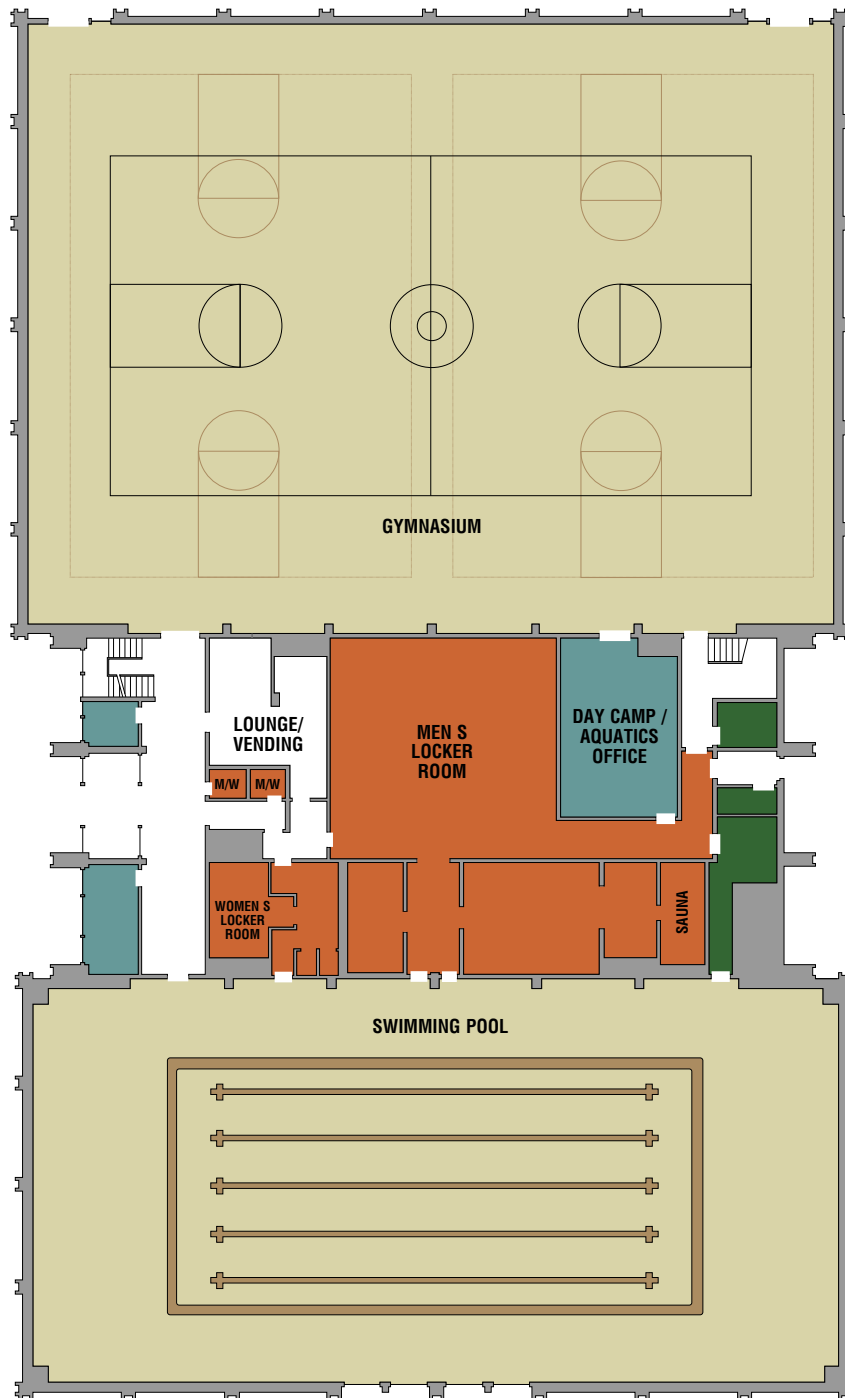 GYMNASIUM
LOUNGE/
VENDING
MEN S
LOCKER
ROOM
DAY CAMP /
AQUATICS
OFFICE
M/W
M/W
WOMEN S
LOCKER
ROOM
SAUNA
SWIMMING POOL